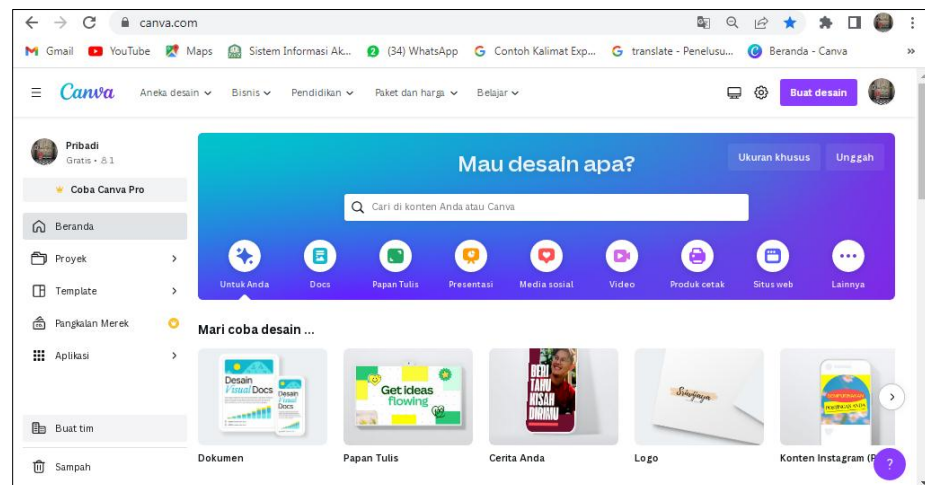 canva.com
Gmail
YouTube
Maps
Sistem Informasi Ak...
(34) WhatsApp
Contoh Kalimat Exp...
translate - Penelusu...
Beranda - Canva
»
Canva
Aneka desain
Bisnis
Pendidikan
Paket dan harga
Belajar
Buat desain
Pribadi
Gratis • 1
Coba Canva Pro
Beranda
Proyek
Template
Pangkalan Merek
Aplikasi
Buat tim
Sampah
Mau desain apa?
Ukuran khusus
Unggah
Cari di konten Anda atau Canva
Untuk Anda
Docs
Papan Tulis
Presentasi
Media sosial
Video
Produk cetak
Situs web
Lainnya
Mari coba desain ...
Desain
Visual Docs
Desain
Visual
Docs
Get ideas
flowing
BERI
TAHU
KISAH
DIRIMU
Dokumen
Papan Tulis
Cerita Anda
Logo
Konten Instagram (P
?